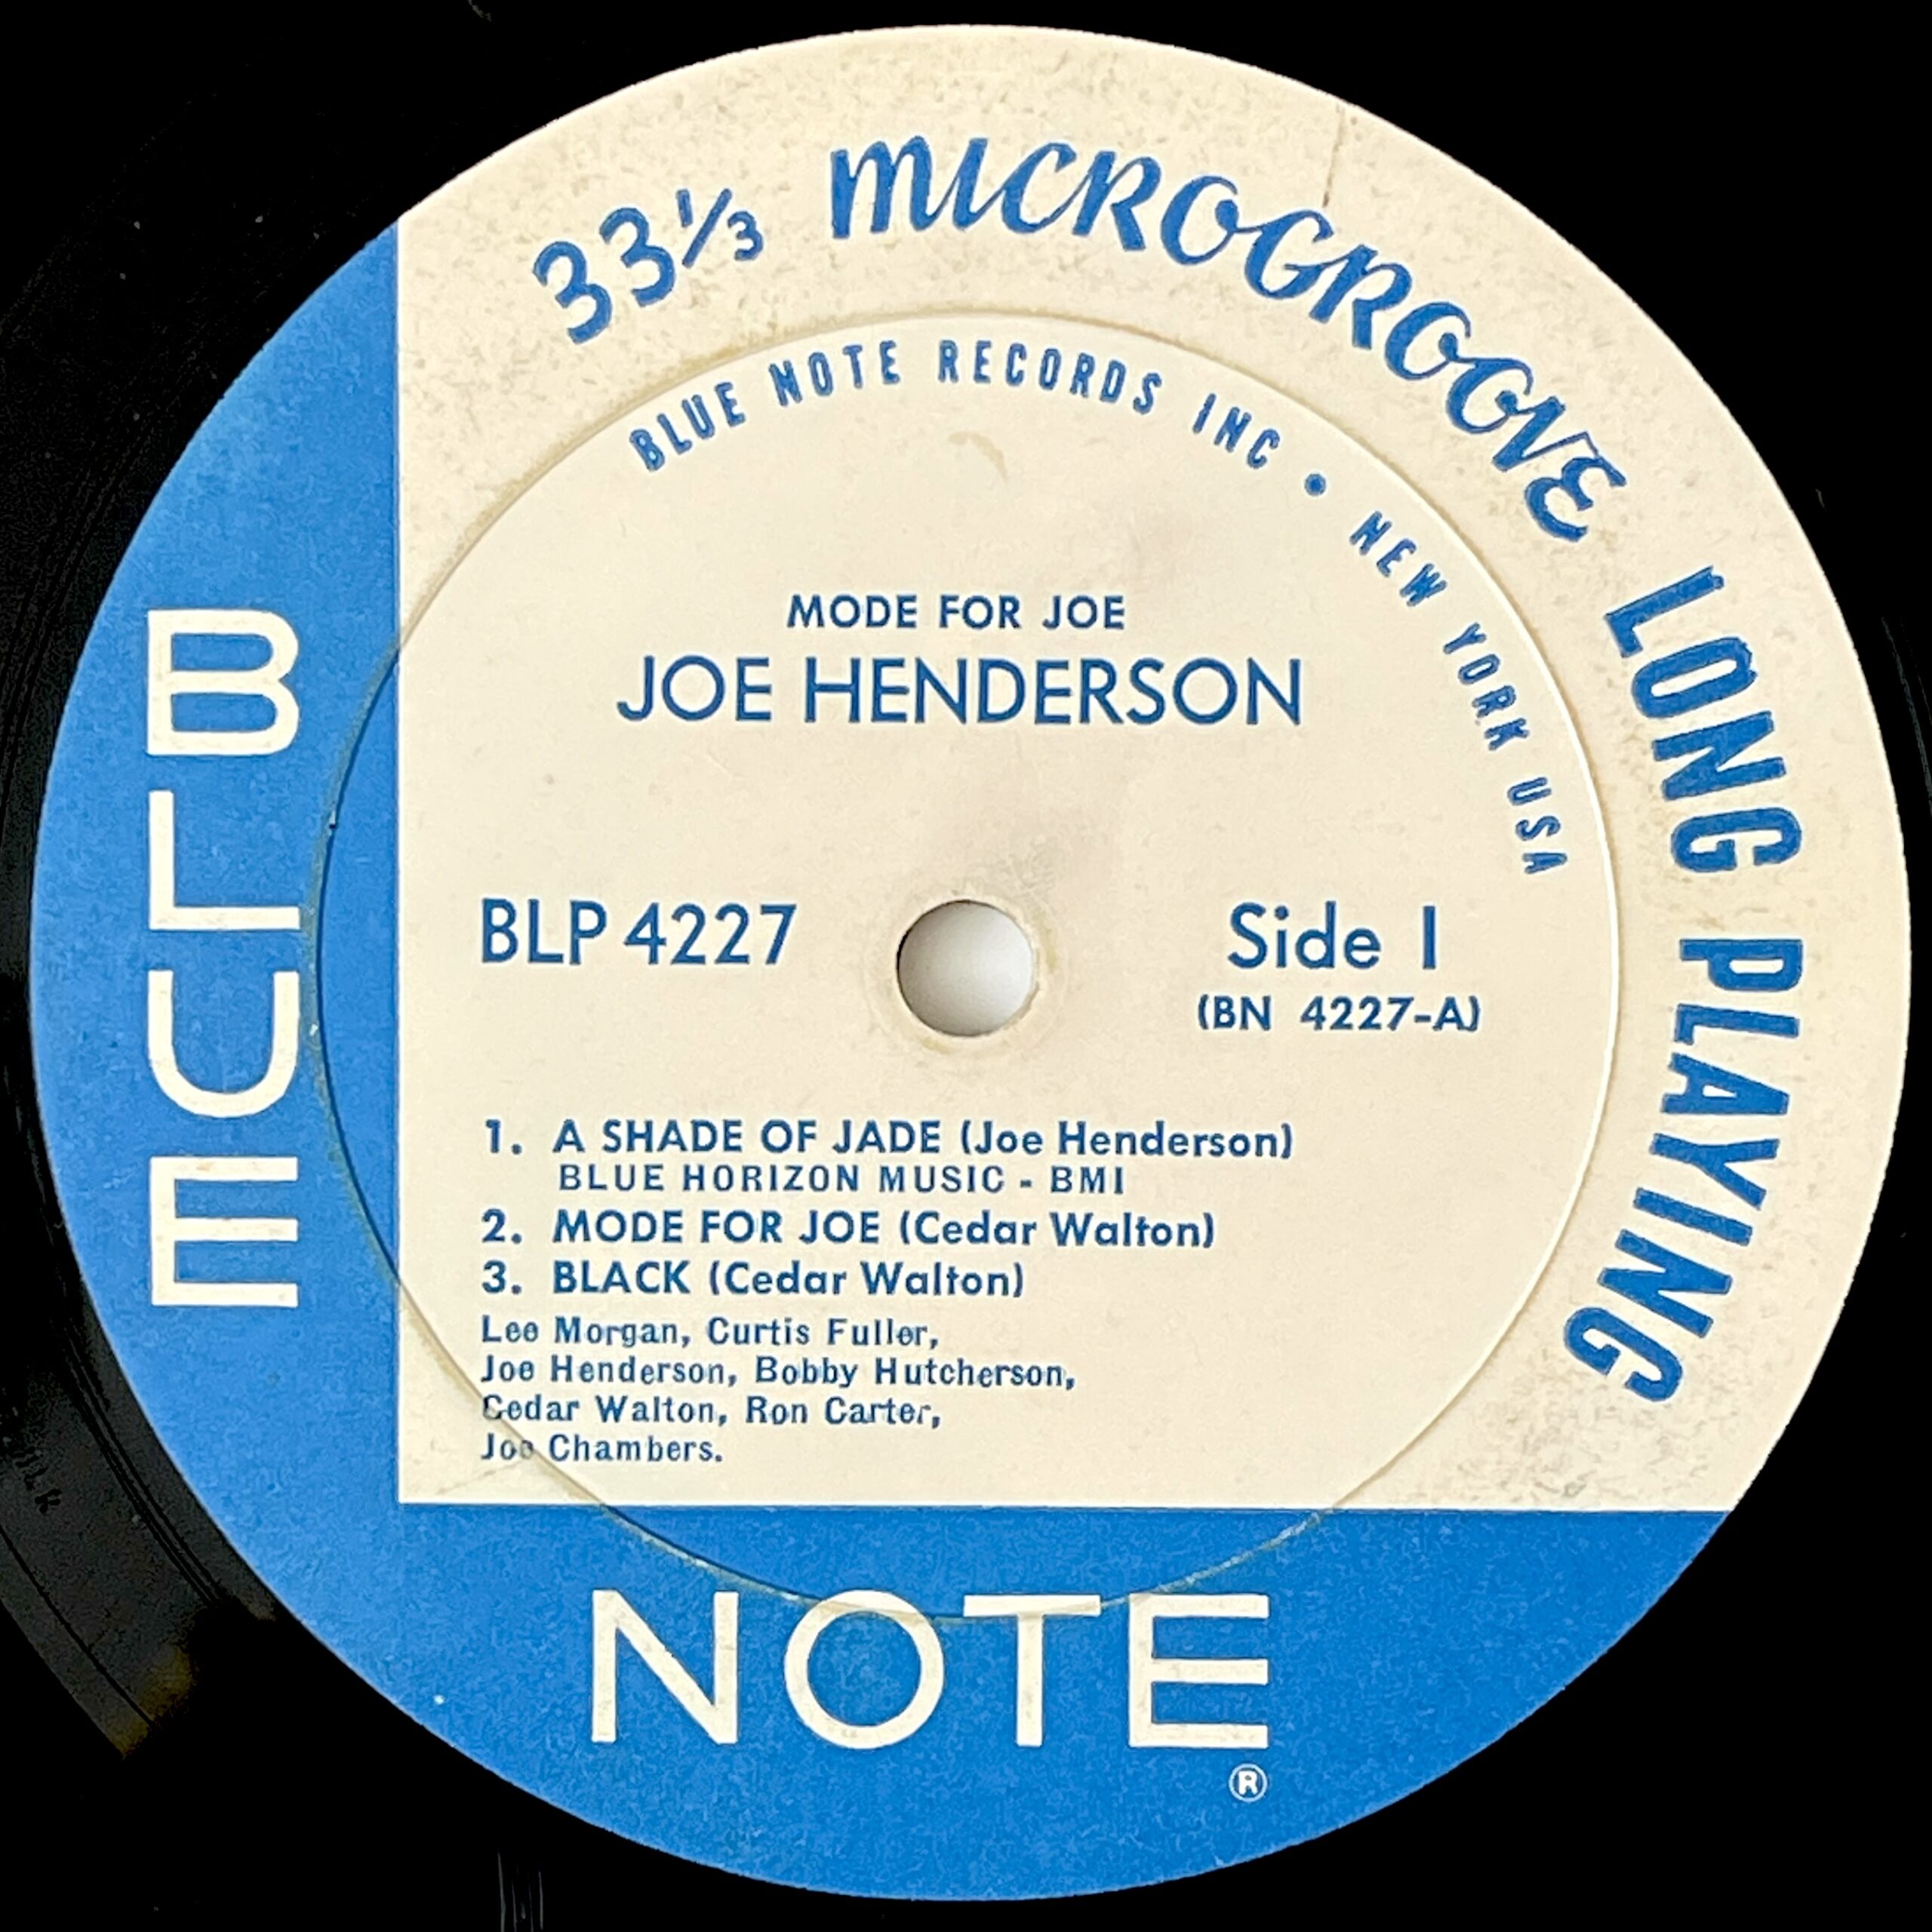 33⅓ MICROGROOVE LONG PLAYING
BLUE NOTE RECORDS INC • NEW YORK USA
MODE FOR JOE
JOE HENDERSON
BLP 4227
Side 1
(BN 4227-A)
1. A SHADE OF JADE (Joe Henderson)
BLUE HORIZON MUSIC - BMI
2. MODE FOR JOE (Cedar Walton)
3. BLACK (Cedar Walton)
Lee Morgan, Curtis Fuller,
Joe Henderson, Bobby Hutcherson,
Cedar Walton, Ron Carter,
Joe Chambers.
BLUE
NOTE
®